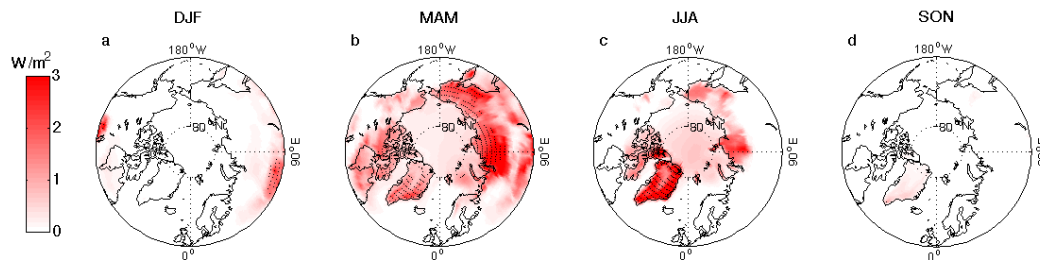 DJF MAM JJA SON
a b c d
W/m²
180°W 180°W 180°W 180°W
3
2
1
0
80 °N 80 °N 80 °N 80 °N
90°E 90°E 90°E 90°E
0° 0° 0° 0°